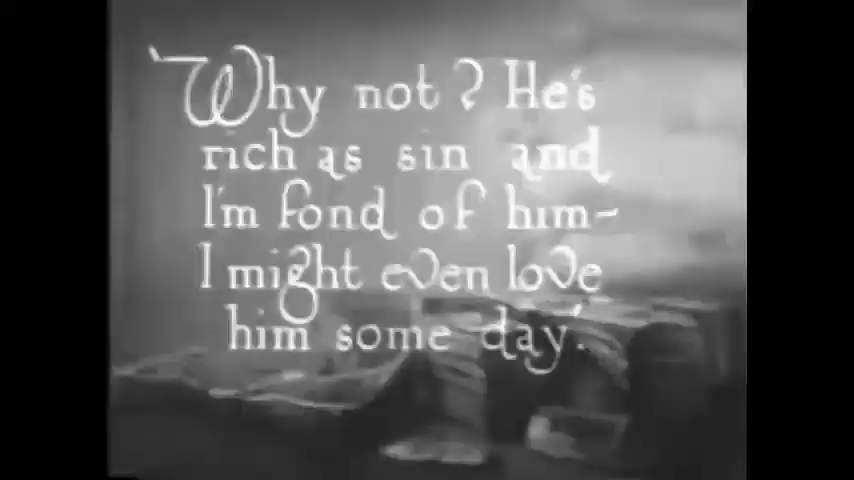 'Why not? He's
rich as sin and
I'm fond of him-
I might even love
him some day'.